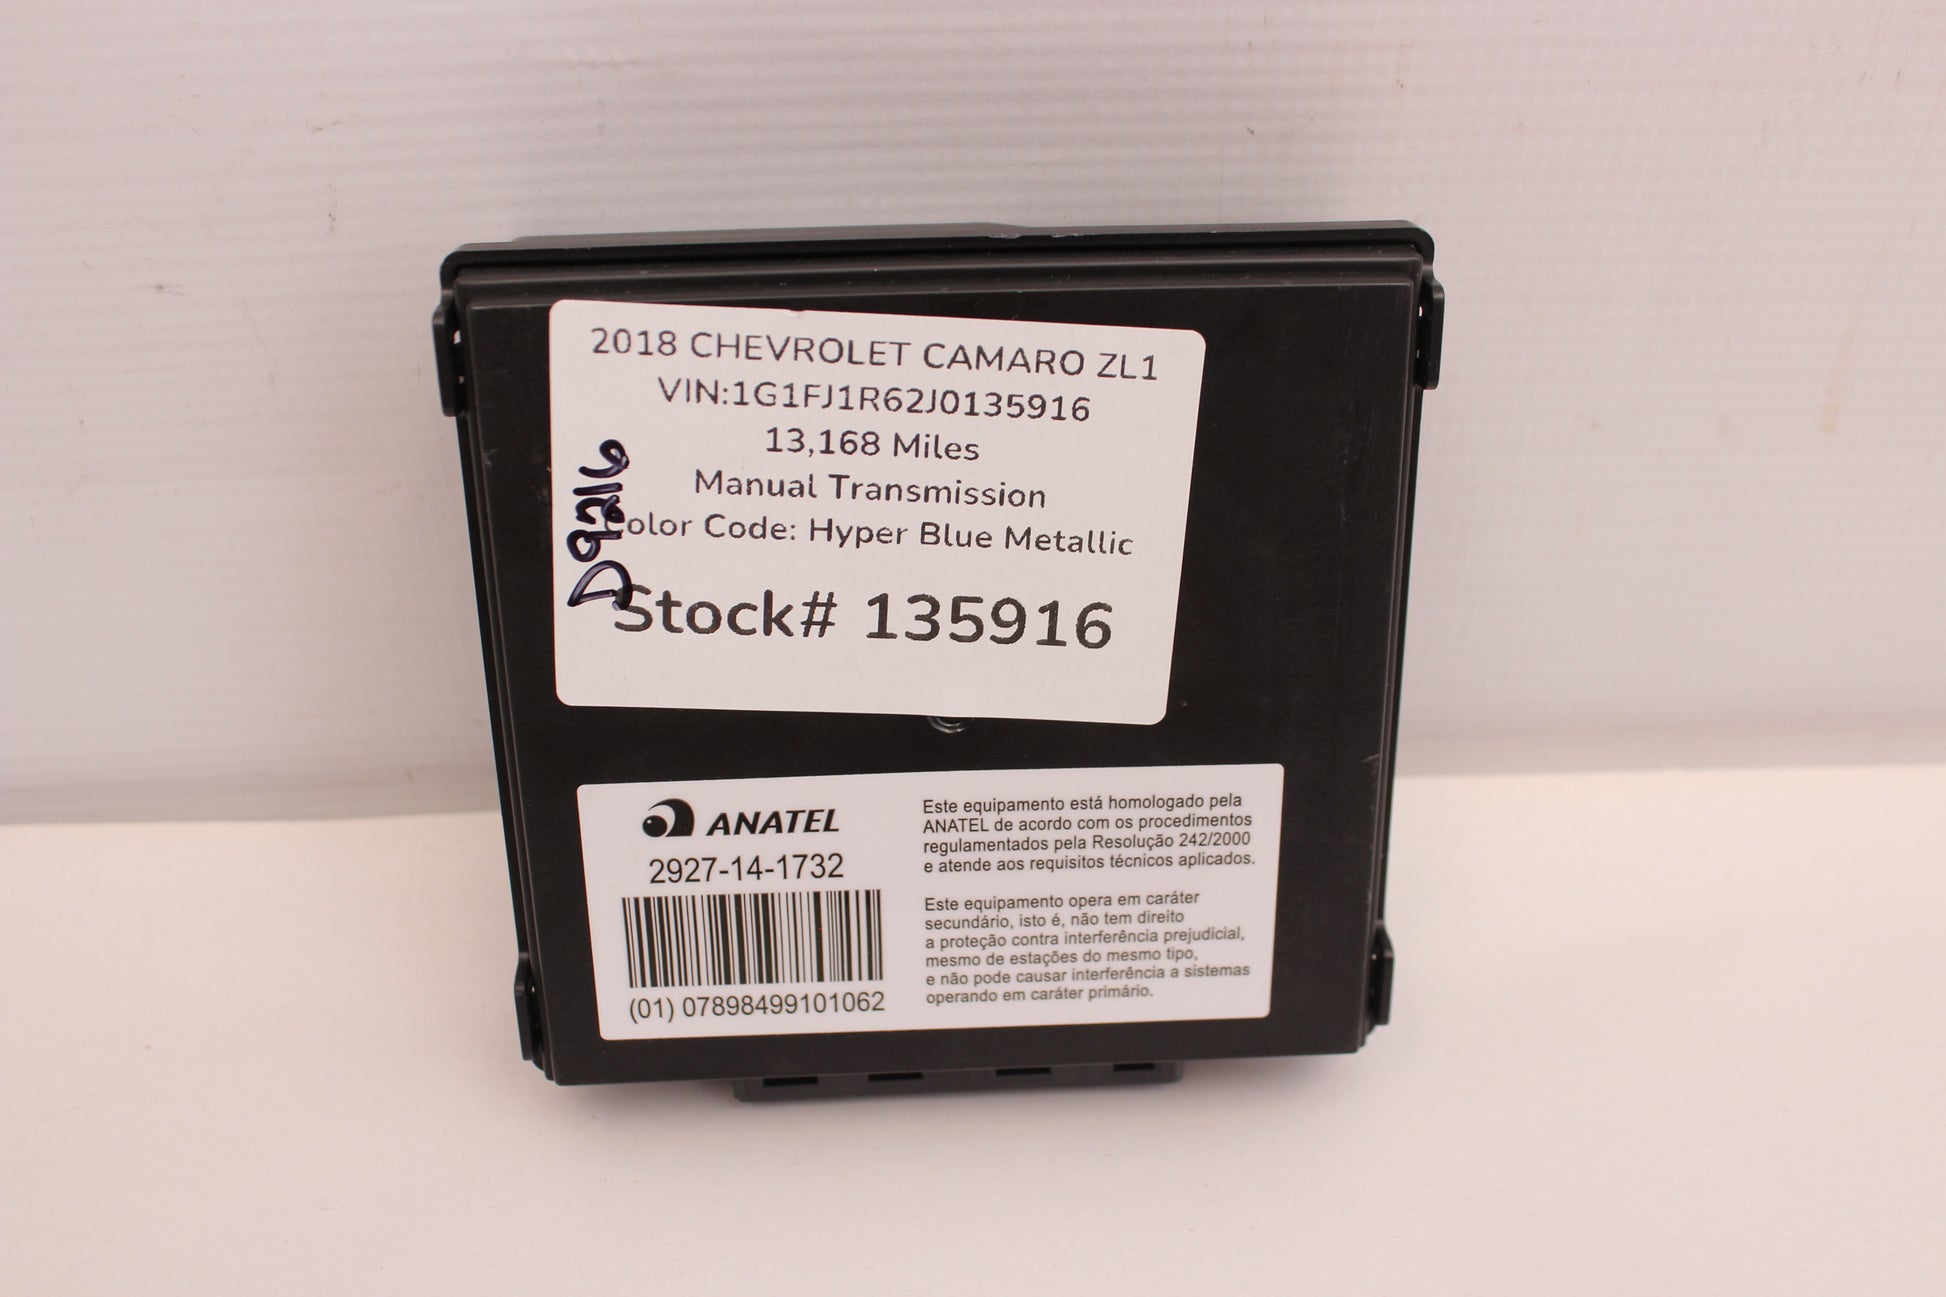 2018 CHEVROLET CAMARO ZL1
VIN:1G1FJ1R62J0135916
13,168 Miles
Manual Transmission
Color Code: Hyper Blue Metallic
Stock# 135916
D9216
ANATEL
2927-14-1732
(01) 07898499101062
Este equipamento está homologado pela
ANATEL de acordo com os procedimentos
regulamentados pela Resolução 242/2000
e atende aos requisitos técnicos aplicados.
Este equipamento opera em caráter
secundário, isto é, não tem direito
a proteção contra interferência prejudicial,
mesmo de estações do mesmo tipo,
e não pode causar interferência a sistemas
operando em caráter primário.